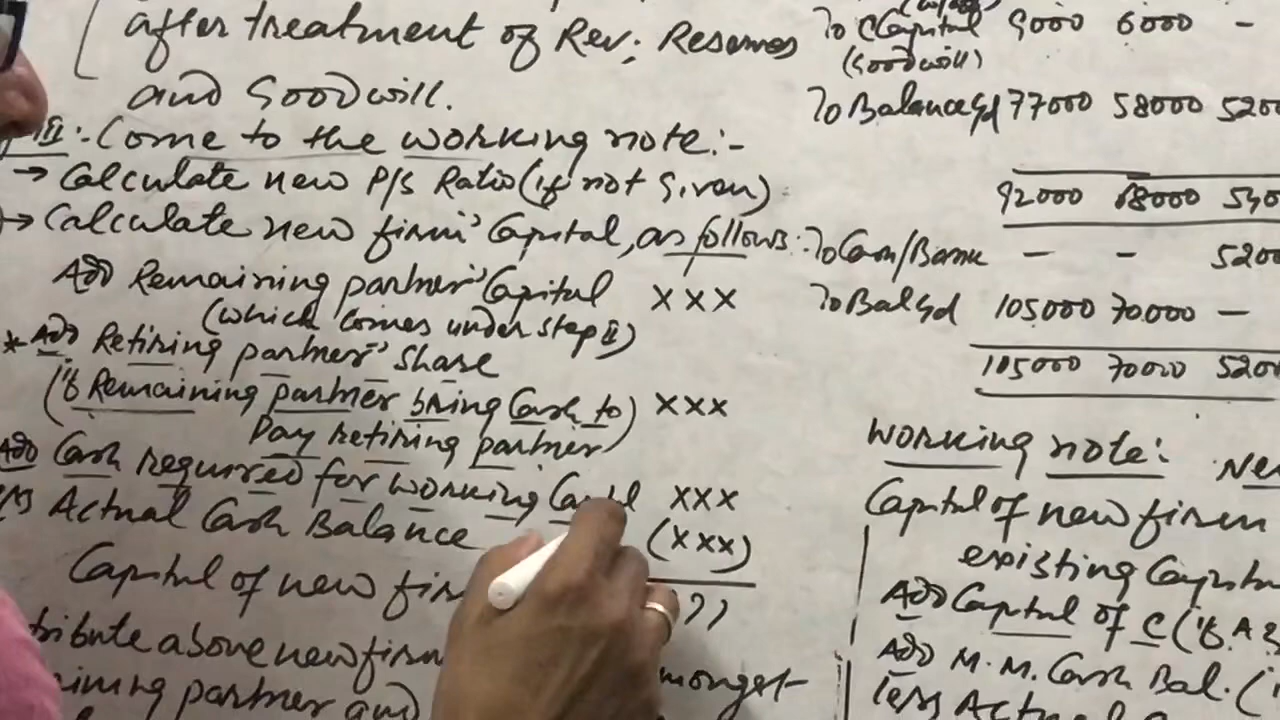 after treatment of Rev; Reserves
and Goodwill.
III:- Come to the working note:-
→ Calculate new P/S Ratio (if not given)
→ Calculate new firm's Capital, as follows:-
Add Remaining partner's Capital xxx
(which comes under step II)
* Add Retiring partner's share
(if Remaining partner bring Cash to) xxx
Pay retiring partner
Add Cash required for working Capital xxx
Actual Cash Balance (xxx)
Capital of new
tribute above new firm
partner and
To C Capital 9000 6000 -
(Goodwill)
To Balance c/d 77000 58000
92000 68000
To Cash/Bank - -
To Bal c/d 105000 70000 -
105000 70000
Working note:
Capital of new firm
existing
Add Capital of C (if A &
Add M.M. Cash Bal. (
less Actual